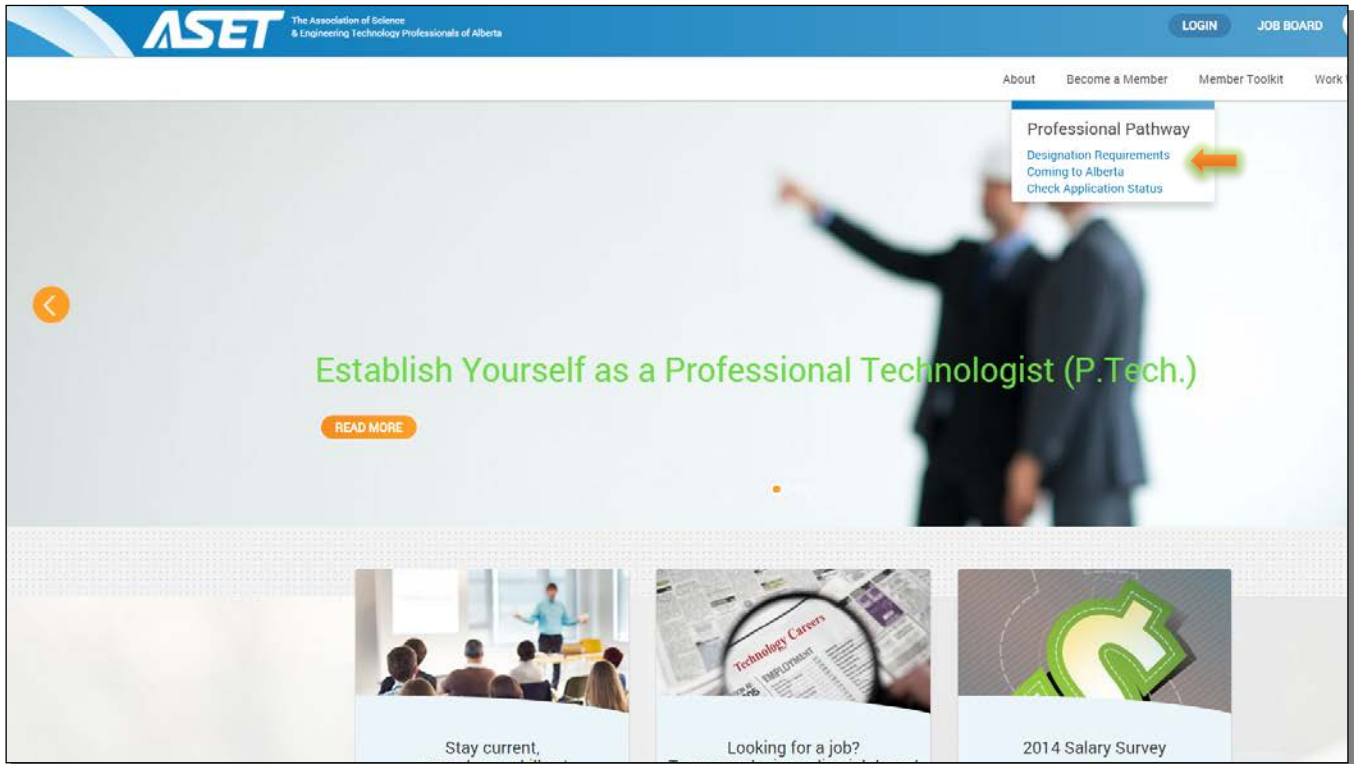 ASET
The Association of Science
& Engineering Technology Professionals of Alberta
LOGIN JOB BOARD
About Become a Member Member Toolkit Work
Professional Pathway
Designation Requirements
Coming to Alberta
Check Application Status
Establish Yourself as a Professional Technologist (P.Tech.)
READ MORE
Technology Careers
EMPLOYMENT
Stay current,
Looking for a job?
2014 Salary Survey